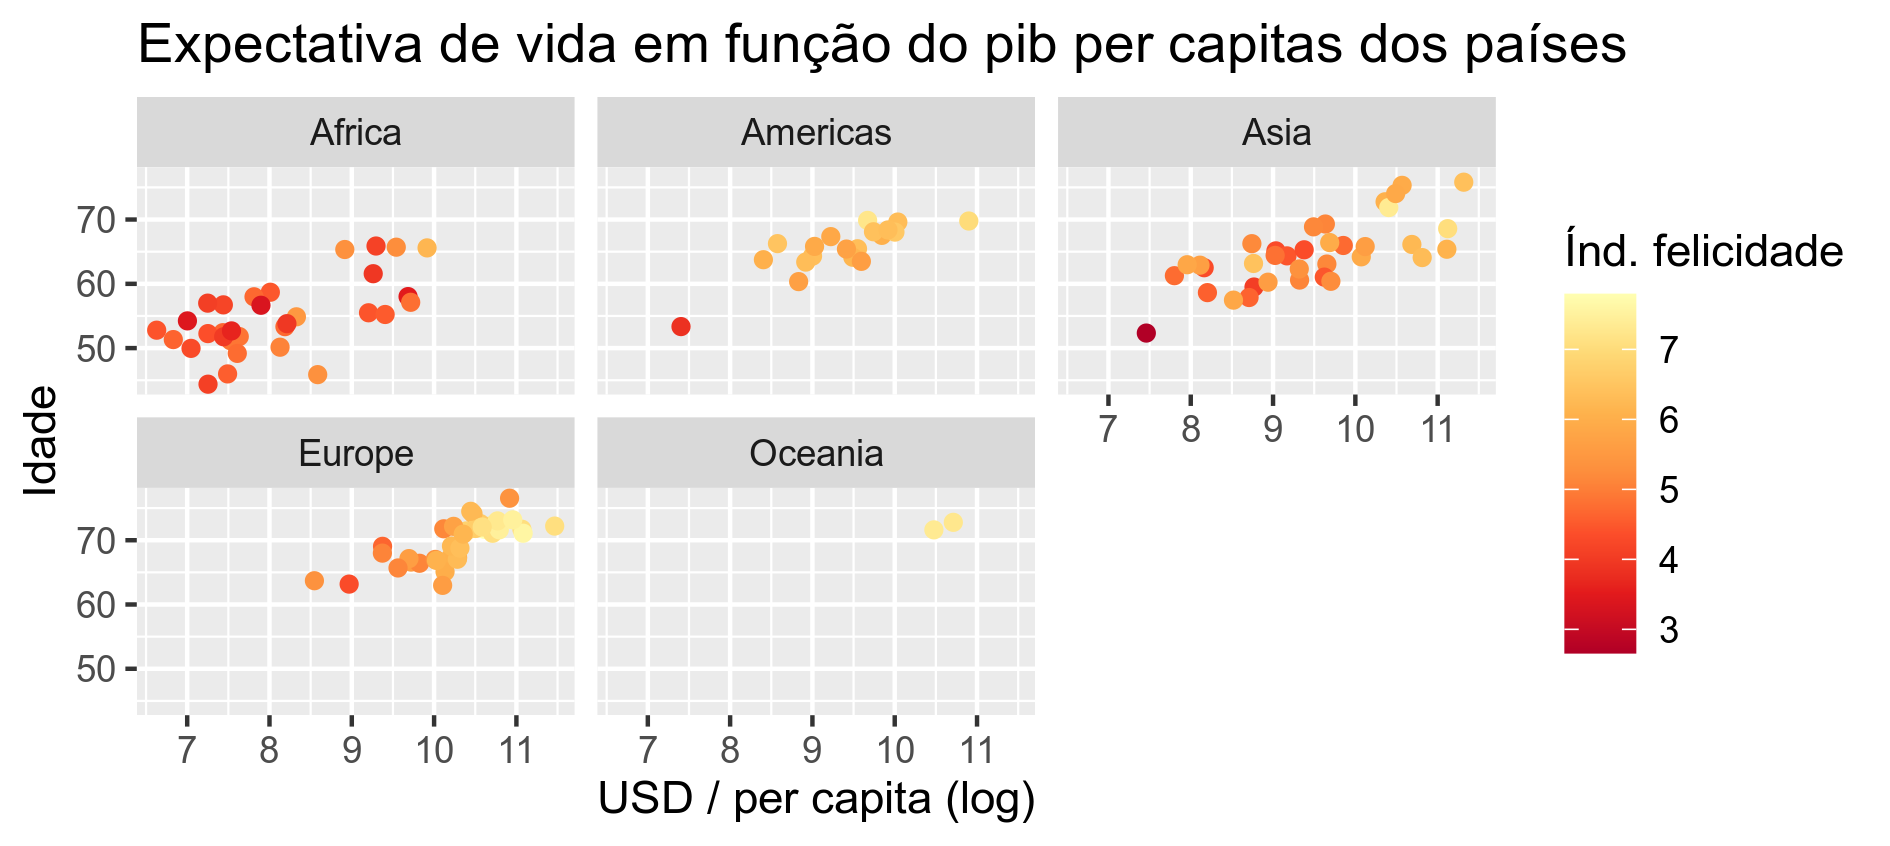 Expectativa de vida em função do pib per capitas dos países
Africa
Americas
Asia
70
60
50
7 8 9 10 11
Europe
Oceania
70
60
50
7 8 9 10 11
7 8 9 10 11
Idade
USD / per capita (log)
Índ. felicidade
7
6
5
4
3